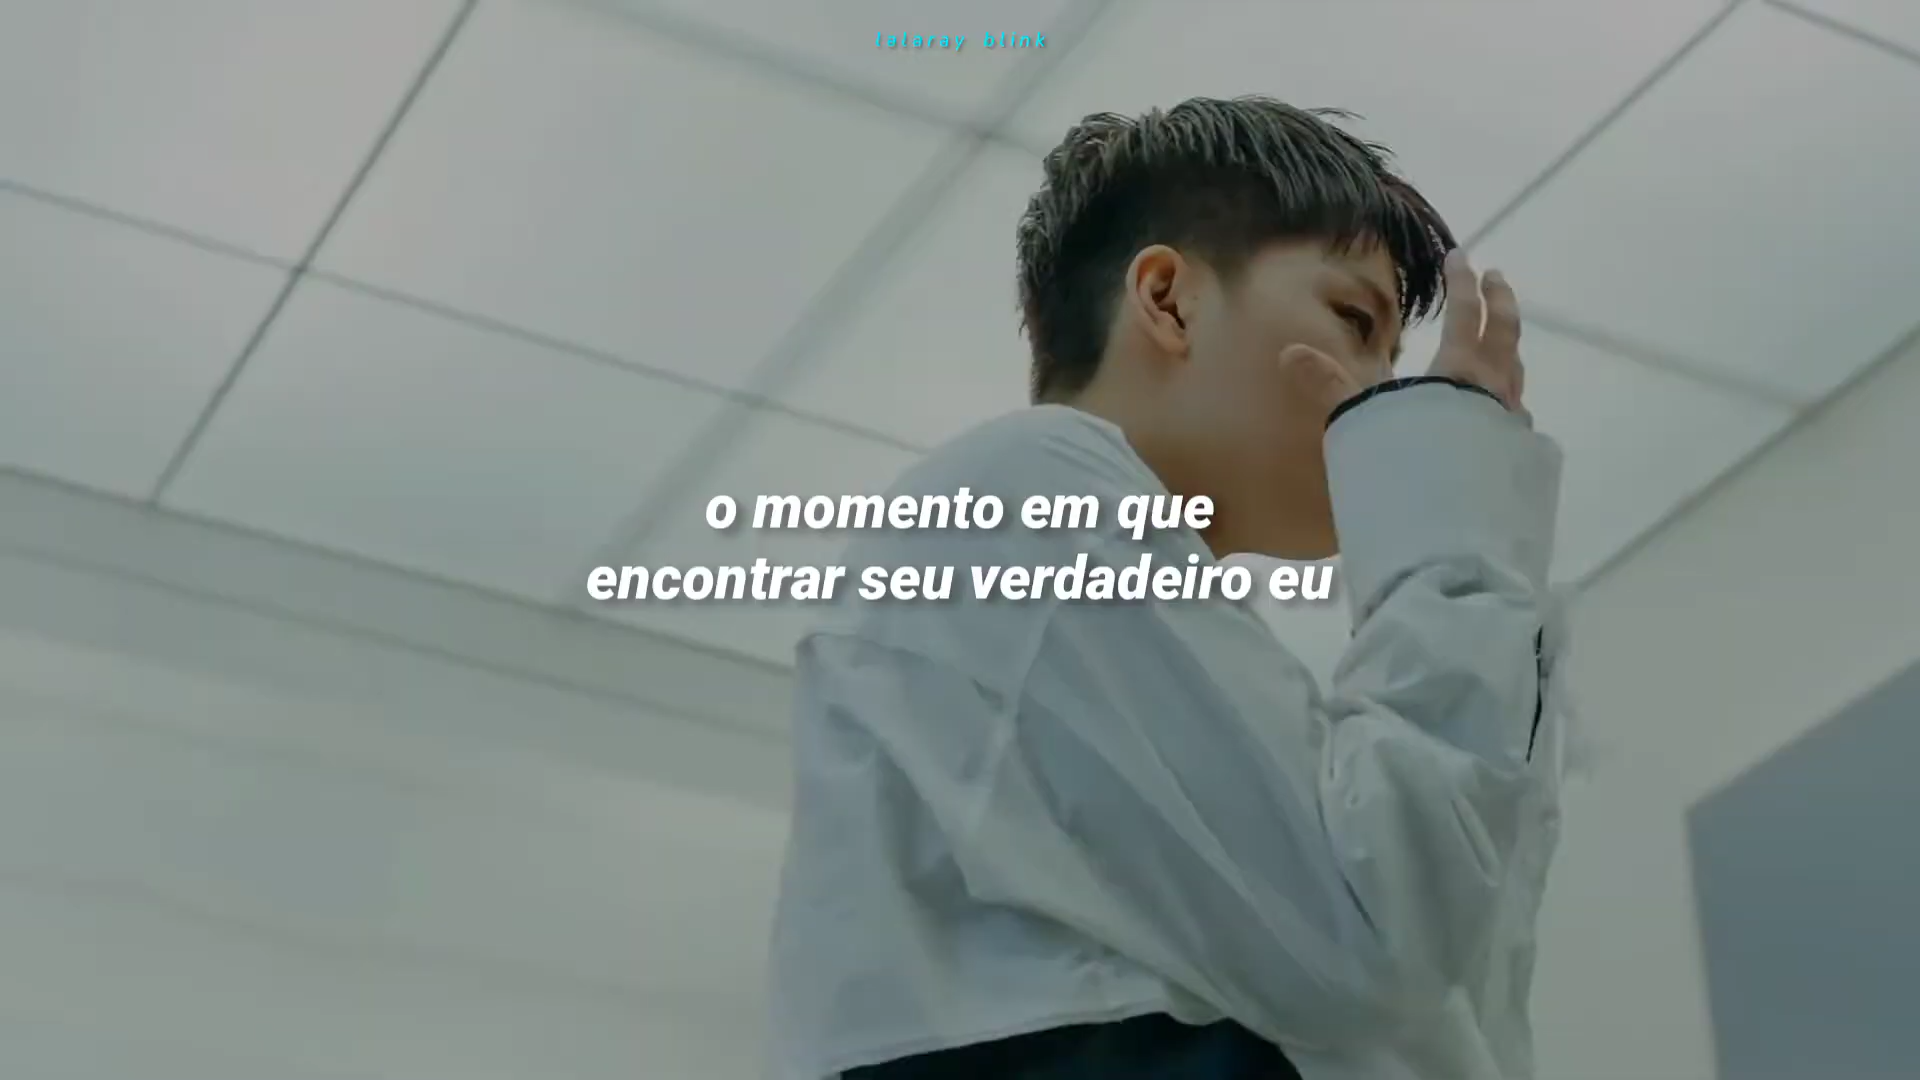 lalaray blink
o momento em que
encontrar seu verdadeiro eu